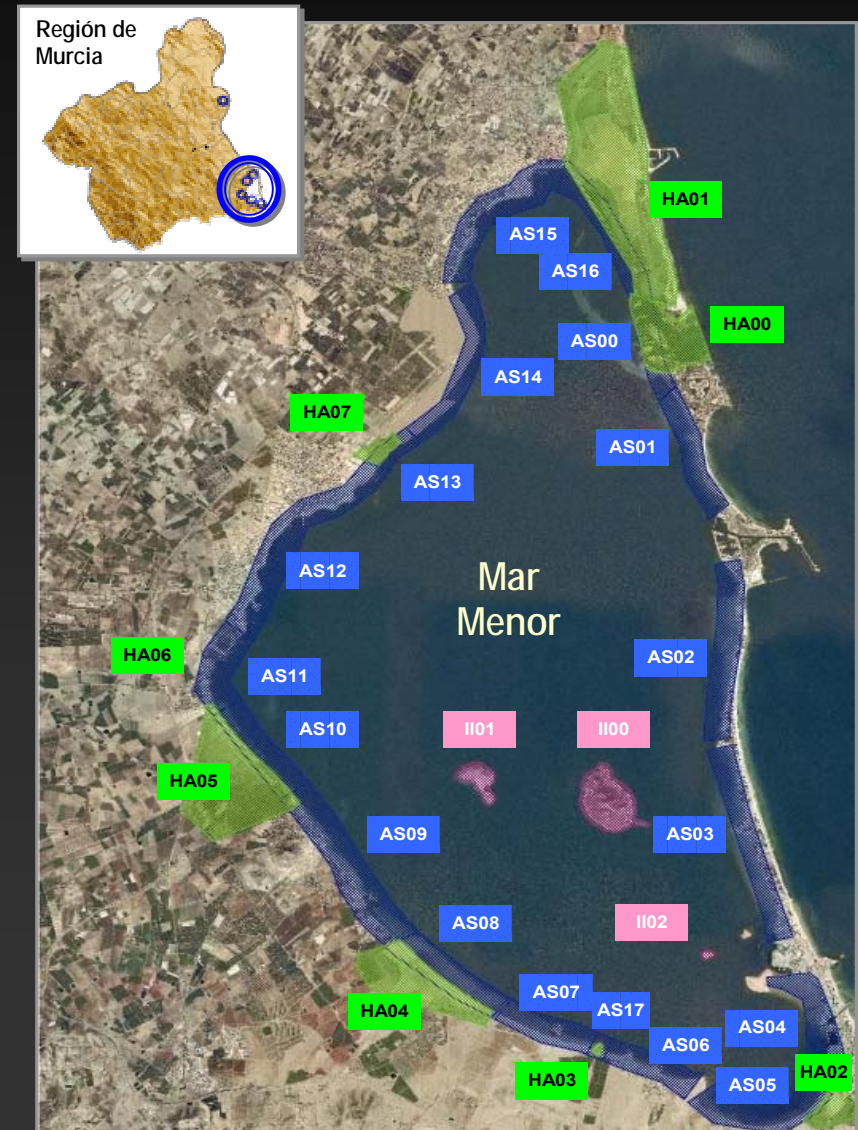 Región de
Murcia
HA01
AS15
AS16
HA00
AS00
AS14
HA07
AS01
AS13
AS12
Mar
Menor
HA06
AS02
AS11
AS10
II01
II00
HA05
AS09
AS03
AS08
II02
AS07
HA04
AS17
AS04
AS06
HA02
HA03
AS05